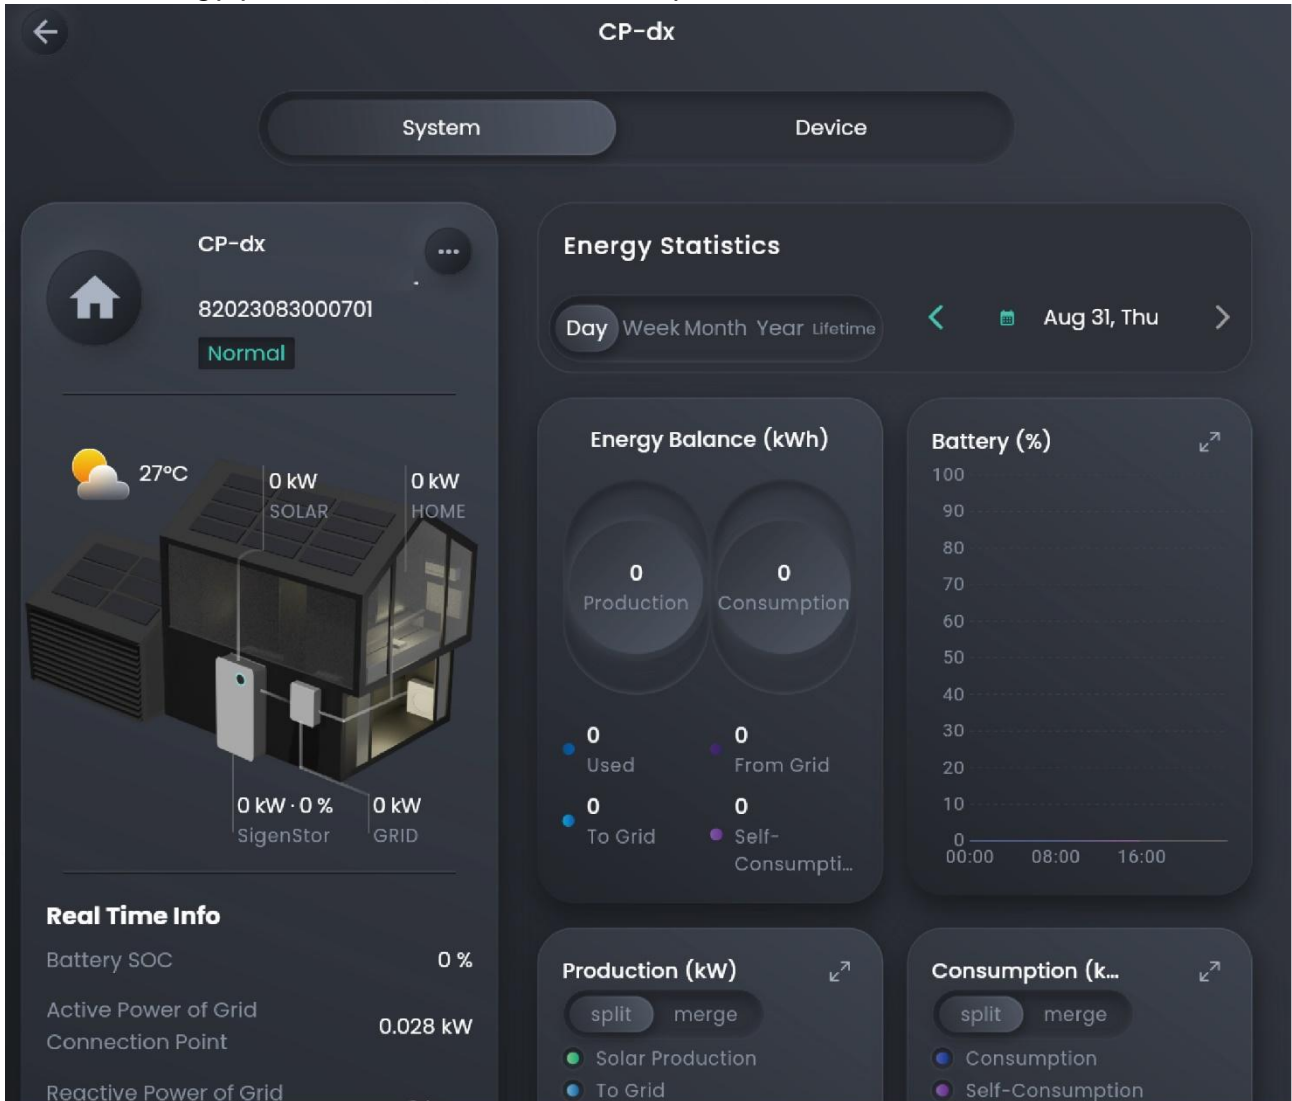 CP-dx
System
Device
CP-dx
82023083000701
Normal
27°C
0 kW
SOLAR
0 kW
HOME
0 kW · 0 %
SigenStor
0 kW
GRID
Real Time Info
Battery SOC
0 %
Active Power of Grid
Connection Point
0.028 kW
Reactive Power of Grid
Energy Statistics
Day Week Month Year Lifetime
Aug 31, Thu
Energy Balance (kWh)
0
Production
0
Consumption
0
Used
0
From Grid
0
To Grid
0
Self-
Consumpti...
Battery (%)
100
90
80
70
60
50
40
30
20
10
0
00:00 08:00 16:00
Production (kW)
split merge
Solar Production
To Grid
Consumption (k...
split merge
Consumption
Self-Consumption